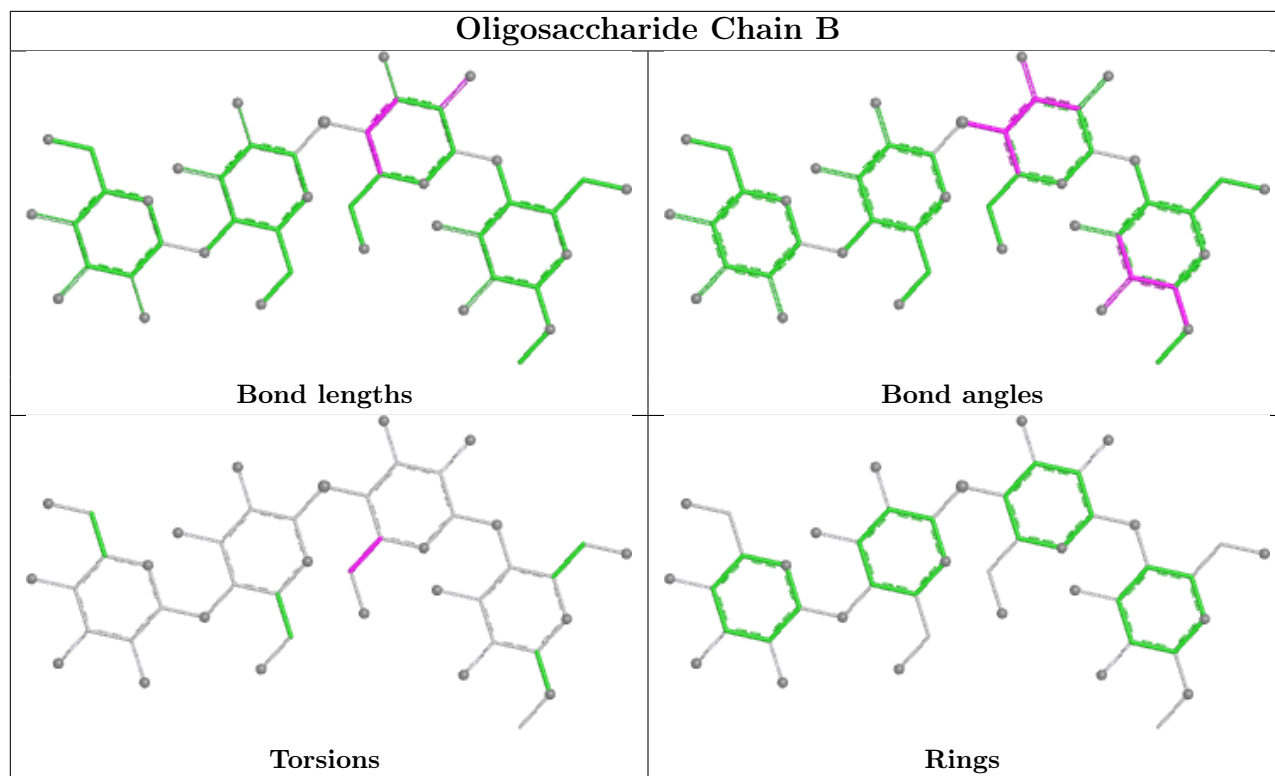 Oligosaccharide Chain B
Bond lengths
Bond angles
Torsions
Rings